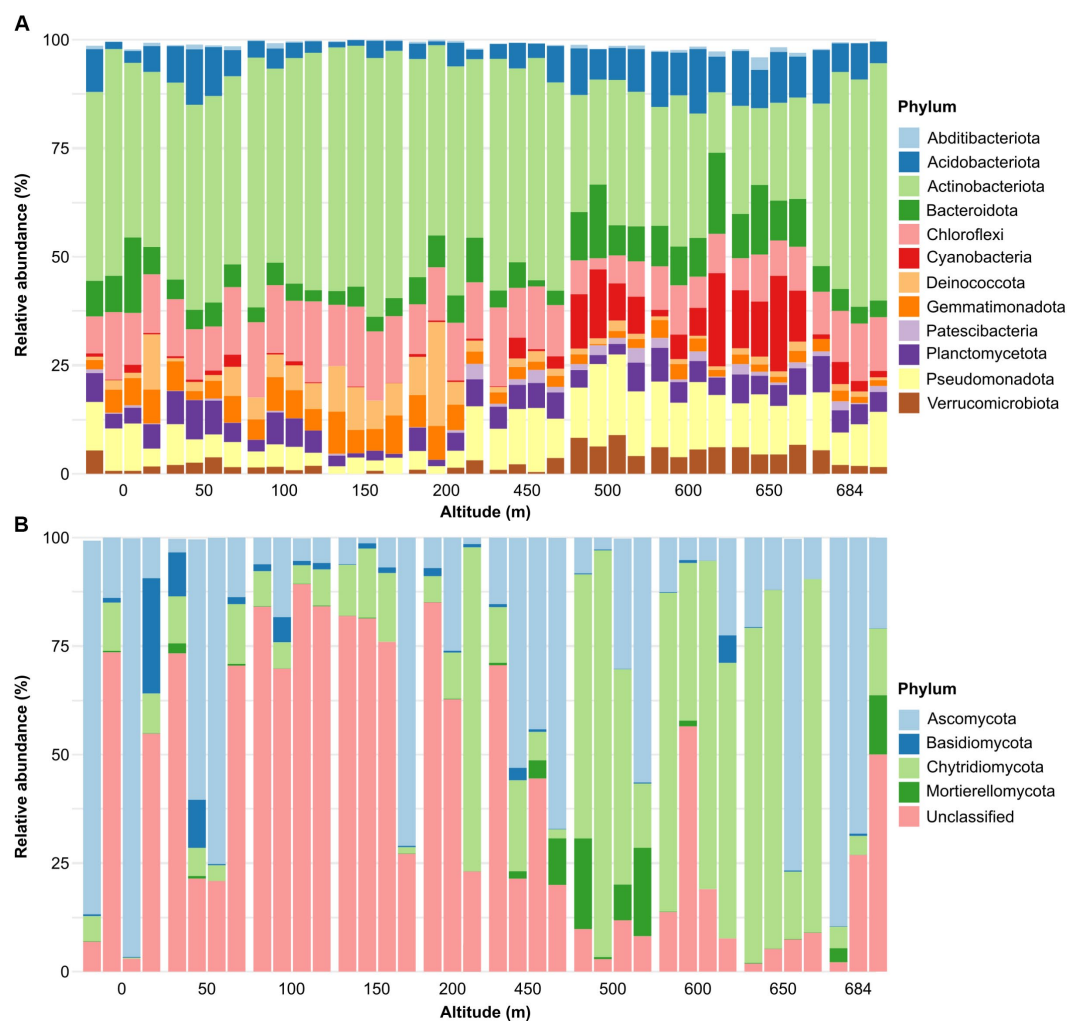 A
100
75
50
25
0
Relative abundance (%)
0 50 100 150 200 450 500 600 650 684
Altitude (m)
Phylum
Abditibacteriota
Acidobacteriota
Actinobacteriota
Bacteroidota
Chloroflexi
Cyanobacteria
Deinococcota
Gemmatimonadota
Patescibacteria
Planctomycetota
Pseudomonadota
Verrucomicrobiota
B
100
75
50
25
0
Relative abundance (%)
0 50 100 150 200 450 500 600 650 684
Altitude (m)
Phylum
Ascomycota
Basidiomycota
Chytridiomycota
Mortierellomycota
Unclassified